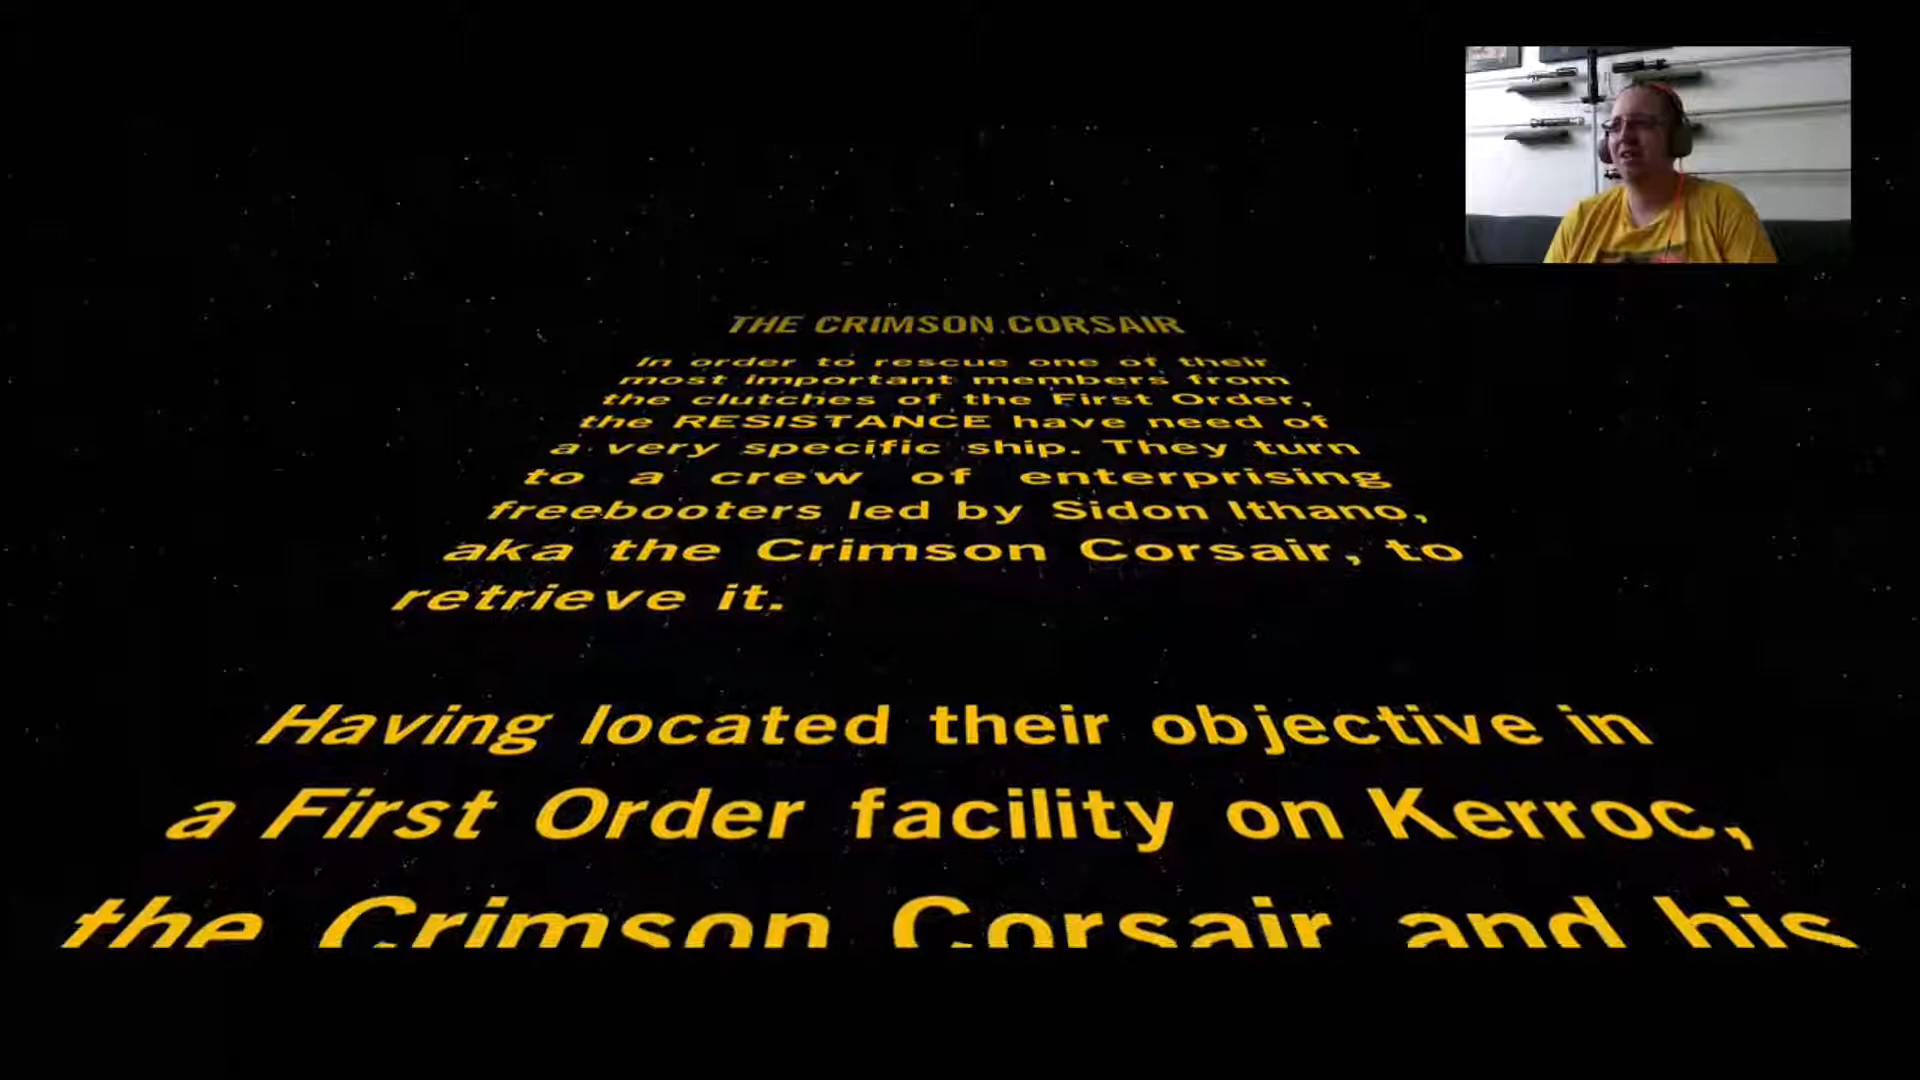 THE CRIMSON CORSAIR
In order to rescue one of their
most important members from
the clutches of the First Order,
the RESISTANCE have need of
a very specific ship. They turn
to a crew of enterprising
freebooters led by Sidon Ithano,
aka the Crimson Corsair, to
retrieve it.
Having located their objective in
a First Order facility on Kerroc,
the Crimson Corsair and his